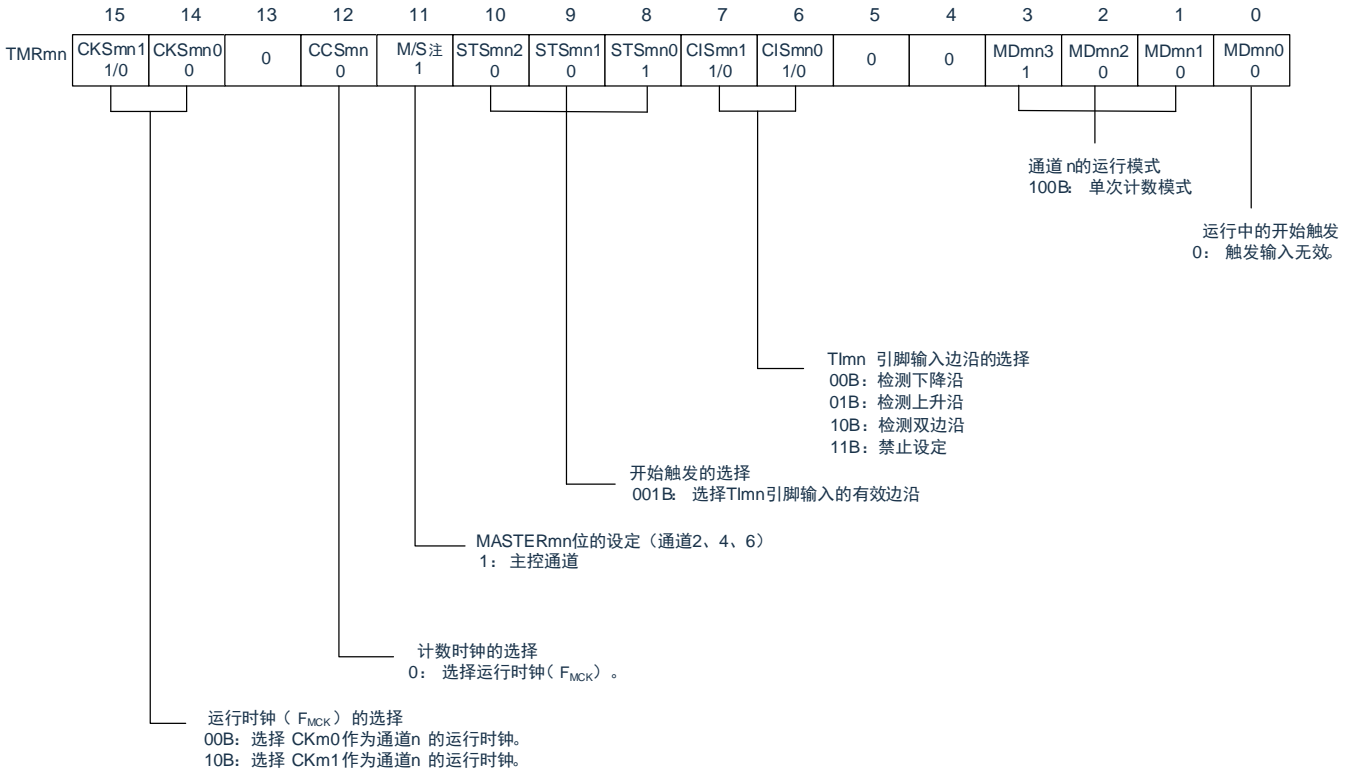 15 14 13 12 11 10 9 8 7 6 5 4 3 2 1 0
TMRmn CKSmn1 CKSmn0 0 CCSmn M/S注 STSmn2 STSmn1 STSmn0 CISmn1 CISmn0 0 0 MDmn3 MDmn2 MDmn1 MDmn0
1/0 0 0 1 0 0 1 1/0 1/0 1 0 0 0
通道 n的运行模式
100B: 单次计数模式
运行中的开始触发
0: 触发输入无效。
TImn 引脚输入边沿的选择
00B：检测下降沿
01B：检测上升沿
10B：检测双边沿
11B：禁止设定
开始触发的选择
001B: 选择TImn引脚输入的有效边沿
MASTERmn位的设定（通道2、4、6）
1: 主控通道
计数时钟的选择
0: 选择运行时钟（ FMCK）。
运行时钟（ FMCK）的选择
00B：选择 CKm0作为通道n 的运行时钟。
10B：选择 CKm1作为通道n 的运行时钟。